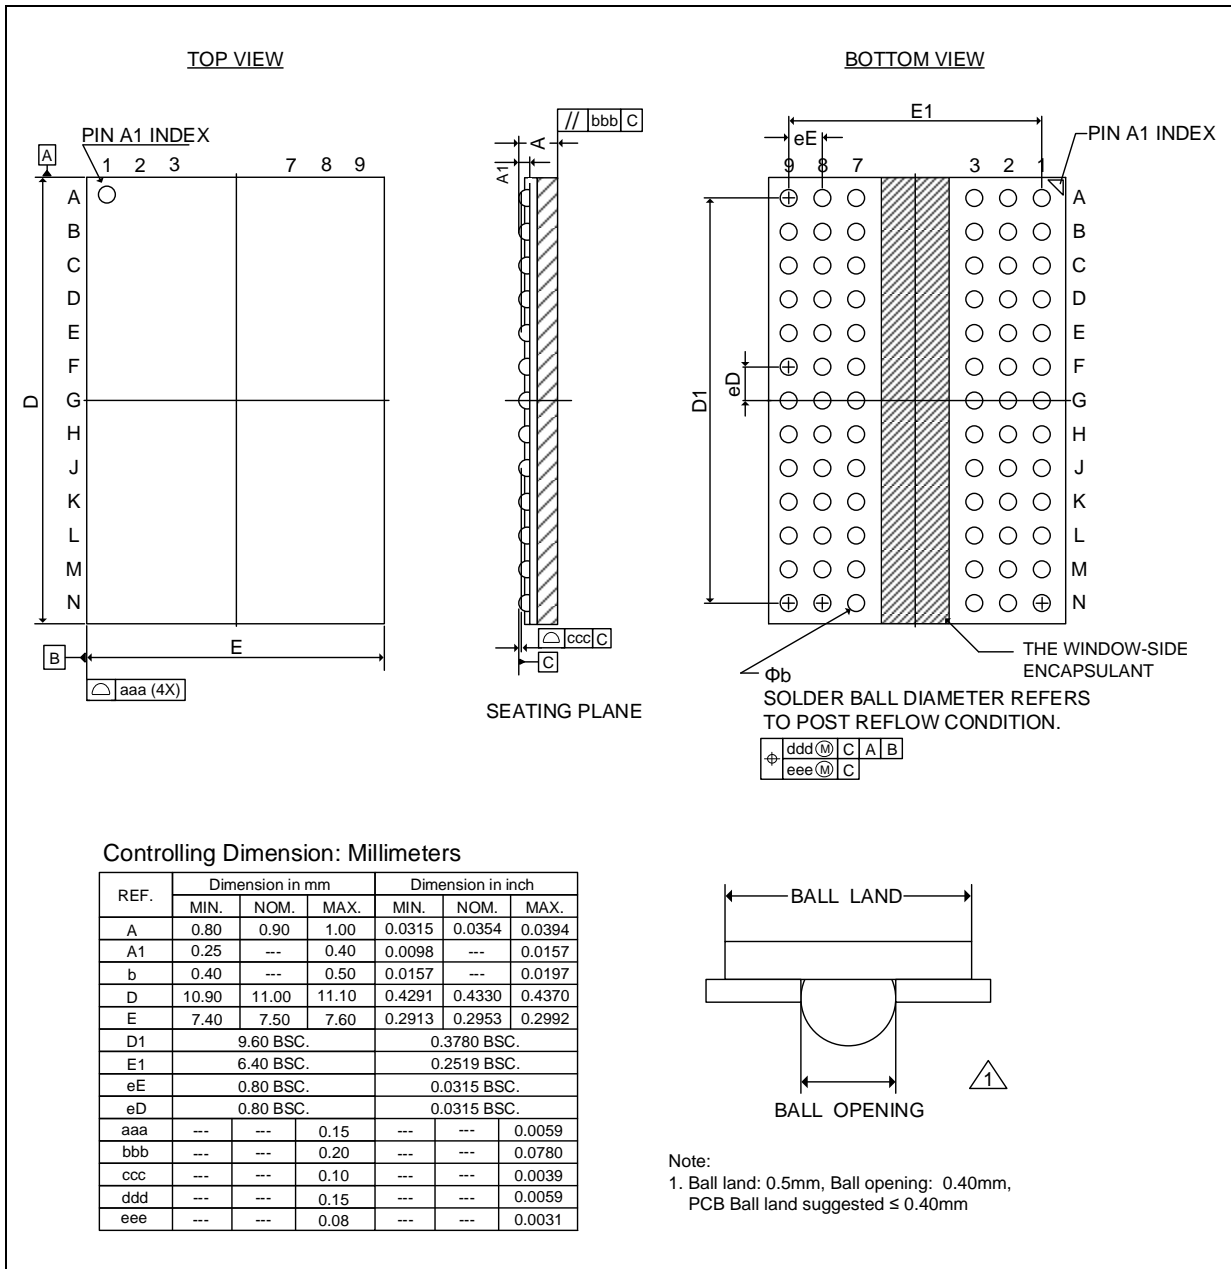 TOP VIEW
BOTTOM VIEW
// bbb C
E1
PIN A1 INDEX
A
eE
PIN A1 INDEX
A
A1
1 2 3 7 8 9
9 8 7 3 2 1
A
B
C
D
E
F
G
H
J
K
L
M
N
D
E
B
aaa (4X)
ccc C
C
SEATING PLANE
D1
eD
A
B
C
D
E
F
G
H
J
K
L
M
N
THE WINDOW-SIDE
ENCAPSULANT
Φb
SOLDER BALL DIAMETER REFERS
TO POST REFLOW CONDITION.
⌖ ddd Ⓜ C A B
eee Ⓜ C
Controlling Dimension: Millimeters
REF. Dimension in mm Dimension in inch
MIN. NOM. MAX. MIN. NOM. MAX.
A 0.80 0.90 1.00 0.0315 0.0354 0.0394
A1 0.25 --- 0.40 0.0098 --- 0.0157
b 0.40 --- 0.50 0.0157 --- 0.0197
D 10.90 11.00 11.10 0.4291 0.4330 0.4370
E 7.40 7.50 7.60 0.2913 0.2953 0.2992
D1 9.60 BSC. 0.3780 BSC.
E1 6.40 BSC. 0.2519 BSC.
eE 0.80 BSC. 0.0315 BSC.
eD 0.80 BSC. 0.0315 BSC.
aaa --- --- 0.15 --- --- 0.0059
bbb --- --- 0.20 --- --- 0.0780
ccc --- --- 0.10 --- --- 0.0039
ddd --- --- 0.15 --- --- 0.0059
eee --- --- 0.08 --- --- 0.0031
BALL LAND
1
BALL OPENING
Note:
1. Ball land: 0.5mm, Ball opening: 0.40mm,
PCB Ball land suggested ≤ 0.40mm